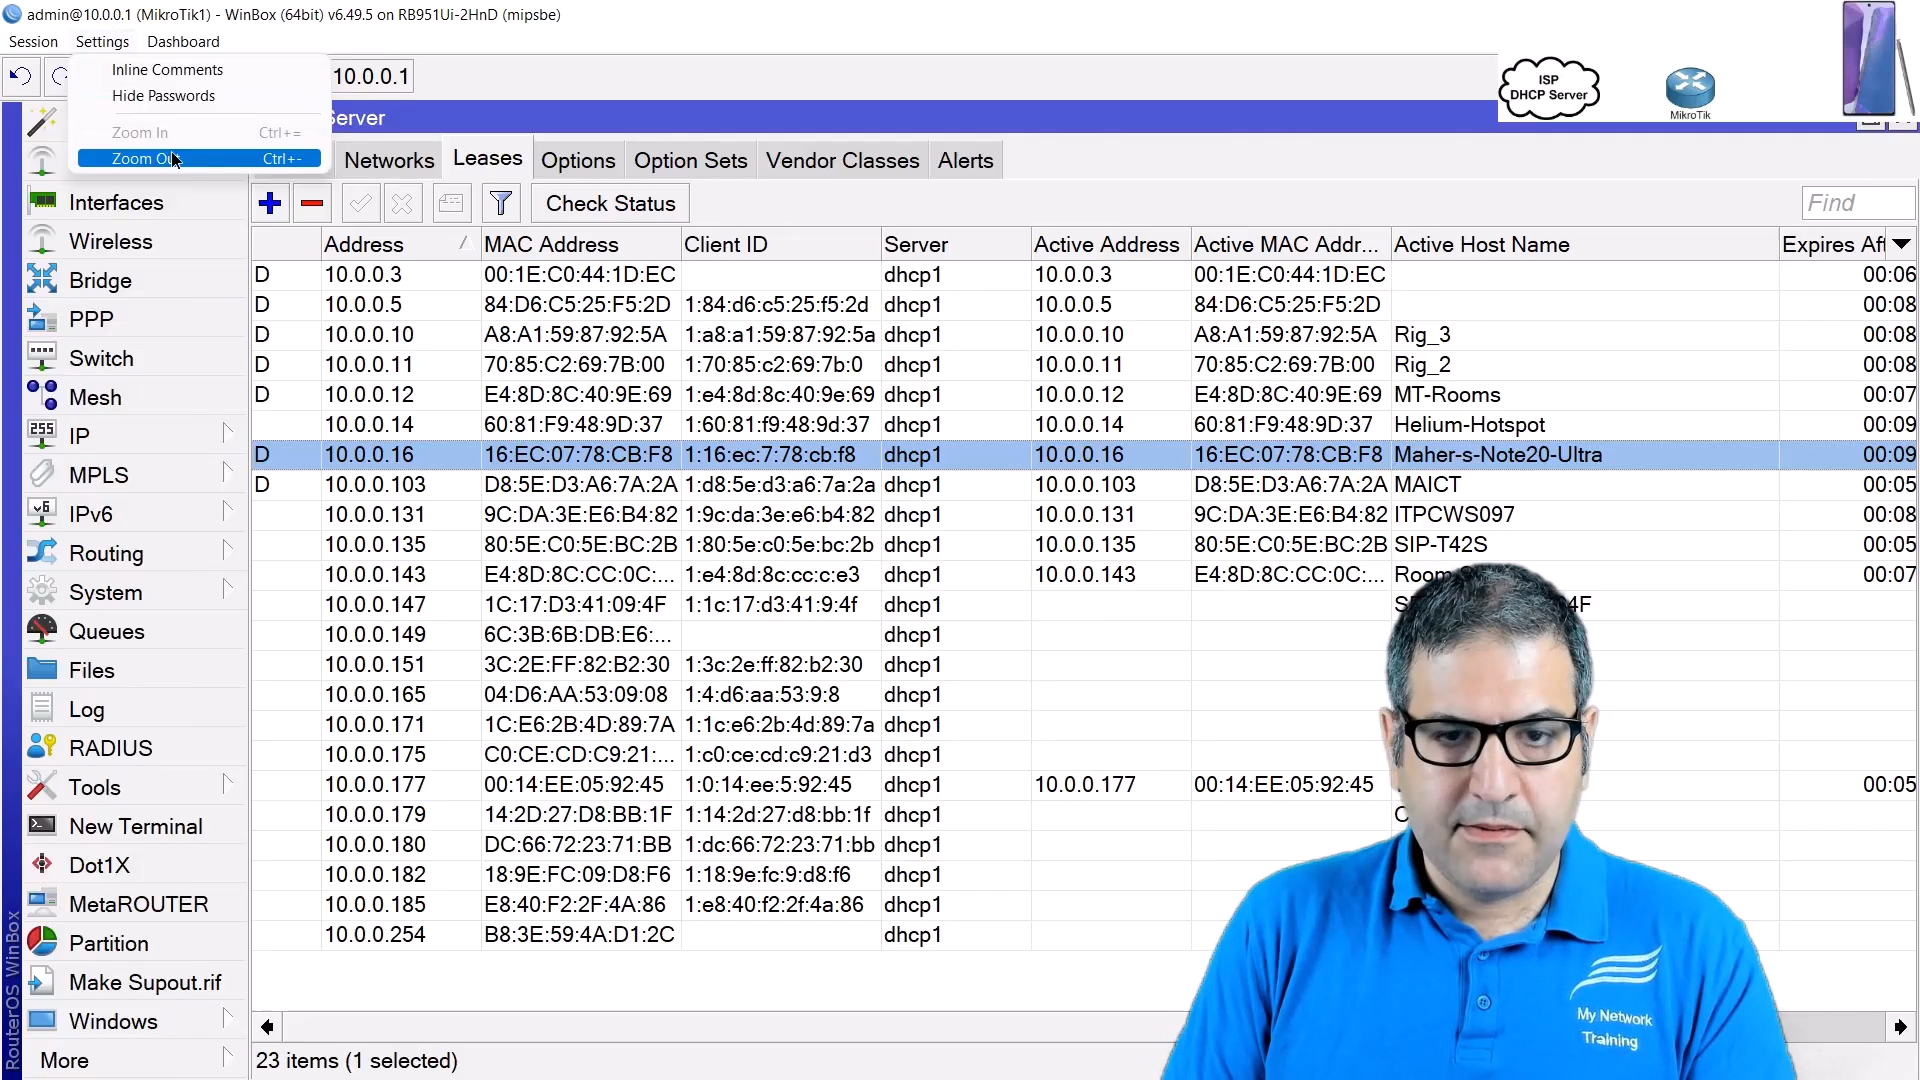 admin@10.0.0.1 (MikroTik1) - WinBox (64bit) v6.49.5 on RB951Ui-2HnD (mipsbe)
Session Settings Dashboard
Inline Comments
Hide Passwords
Zoom In Ctrl+=
Zoom Ctrl+-
10.0.0.1
ISP
DHCP Server
MikroTik
Server
Networks Leases Options Option Sets Vendor Classes Alerts
Check Status
Find
Address MAC Address Client ID Server Active Address Active MAC Addr... Active Host Name Expires Aft
D 10.0.0.3 00:1E:C0:44:1D:EC dhcp1 10.0.0.3 00:1E:C0:44:1D:EC 00:06
D 10.0.0.5 84:D6:C5:25:F5:2D 1:84:d6:c5:25:f5:2d dhcp1 10.0.0.5 84:D6:C5:25:F5:2D 00:08
D 10.0.0.10 A8:A1:59:87:92:5A 1:a8:a1:59:87:92:5a dhcp1 10.0.0.10 A8:A1:59:87:92:5A Rig_3 00:08
D 10.0.0.11 70:85:C2:69:7B:00 1:70:85:c2:69:7b:0 dhcp1 10.0.0.11 70:85:C2:69:7B:00 Rig_2 00:08
D 10.0.0.12 E4:8D:8C:40:9E:69 1:e4:8d:8c:40:9e:69 dhcp1 10.0.0.12 E4:8D:8C:40:9E:69 MT-Rooms 00:07
10.0.0.14 60:81:F9:48:9D:37 1:60:81:f9:48:9d:37 dhcp1 10.0.0.14 60:81:F9:48:9D:37 Helium-Hotspot 00:09
D 10.0.0.16 16:EC:07:78:CB:F8 1:16:ec:7:78:cb:f8 dhcp1 10.0.0.16 16:EC:07:78:CB:F8 Maher-s-Note20-Ultra 00:09
D 10.0.0.103 D8:5E:D3:A6:7A:2A 1:d8:5e:d3:a6:7a:2a dhcp1 10.0.0.103 D8:5E:D3:A6:7A:2A MAICT 00:05
10.0.0.131 9C:DA:3E:E6:B4:82 1:9c:da:3e:e6:b4:82 dhcp1 10.0.0.131 9C:DA:3E:E6:B4:82 ITPCWS097 00:08
10.0.0.135 80:5E:C0:5E:BC:2B 1:80:5e:c0:5e:bc:2b dhcp1 10.0.0.135 80:5E:C0:5E:BC:2B SIP-T42S 00:05
10.0.0.143 E4:8D:8C:CC:0C:... 1:e4:8d:8c:cc:c:e3 dhcp1 10.0.0.143 E4:8D:8C:CC:0C:... 00:07
10.0.0.147 1C:17:D3:41:09:4F 1:1c:17:d3:41:9:4f dhcp1 4F
10.0.0.149 6C:3B:6B:DB:E6:... dhcp1
10.0.0.151 3C:2E:FF:82:B2:30 1:3c:2e:ff:82:b2:30 dhcp1
10.0.0.165 04:D6:AA:53:09:08 1:4:d6:aa:53:9:8 dhcp1
10.0.0.171 1C:E6:2B:4D:89:7A 1:1c:e6:2b:4d:89:7a dhcp1
10.0.0.175 C0:CE:CD:C9:21:... 1:c0:ce:cd:c9:21:d3 dhcp1
10.0.0.177 00:14:EE:05:92:45 1:0:14:ee:5:92:45 dhcp1 10.0.0.177 00:14:EE:05:92:45 00:05
10.0.0.179 14:2D:27:D8:BB:1F 1:14:2d:27:d8:bb:1f dhcp1
10.0.0.180 DC:66:72:23:71:BB 1:dc:66:72:23:71:bb dhcp1
10.0.0.182 18:9E:FC:09:D8:F6 1:18:9e:fc:9:d8:f6 dhcp1
10.0.0.185 E8:40:F2:2F:4A:86 1:e8:40:f2:2f:4a:86 dhcp1
10.0.0.254 B8:3E:59:4A:D1:2C dhcp1
23 items (1 selected)
Interfaces
Wireless
Bridge
PPP
Switch
Mesh
255 IP
MPLS
v6 IPv6
Routing
System
Queues
Files
Log
RADIUS
Tools
New Terminal
Dot1X
MetaROUTER
Partition
Make Supout.rif
Windows
More
RouterOS WinBox
My Network
Training